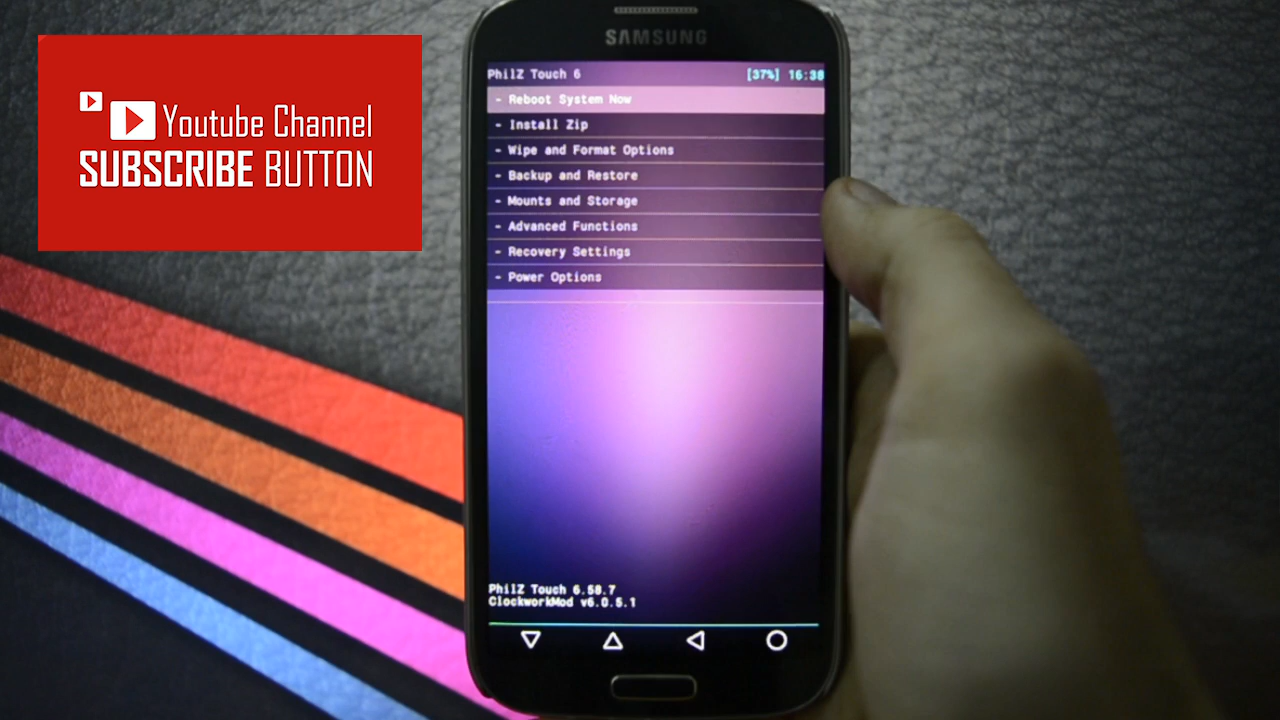 Youtube Channel
SUBSCRIBE BUTTON
SAMSUNG
PhilZ Touch 6 [37%] 16:38
- Reboot System Now
- Install Zip
- Wipe and Format Options
- Backup and Restore
- Mounts and Storage
- Advanced Functions
- Recovery Settings
- Power Options
PhilZ Touch 6.58.7
ClockworkMod v6.0.5.1